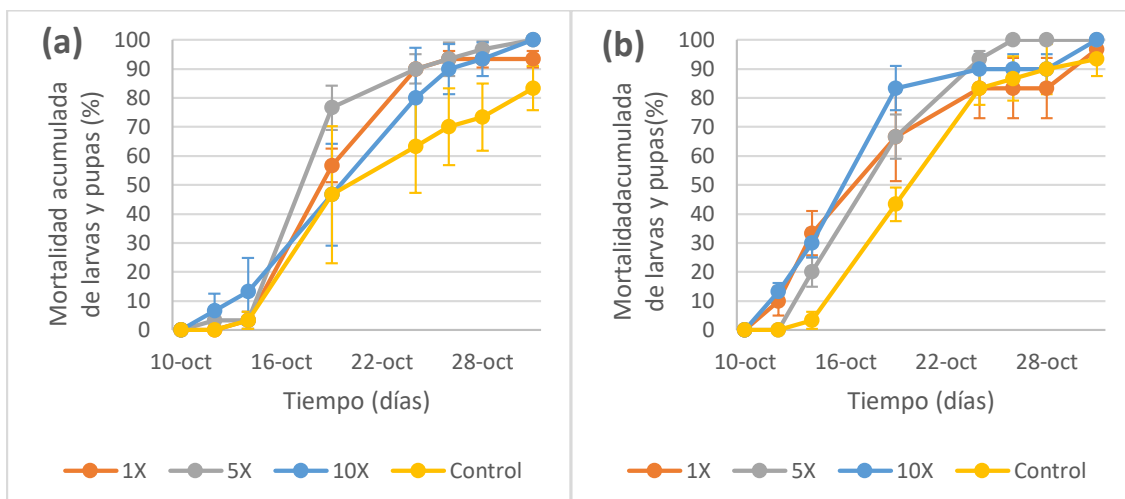 (a)
Mortalidad acumulada
de larvas y pupas (%)
100
90
80
70
60
50
40
30
20
10
0
10-oct 16-oct 22-oct 28-oct
Tiempo (días)
1X 5X 10X Control
(b)
Mortalidadacumulada
de larvas y pupas(%)
100
90
80
70
60
50
40
30
20
10
0
10-oct 16-oct 22-oct 28-oct
Tiempo (días)
1X 5X 10X Control